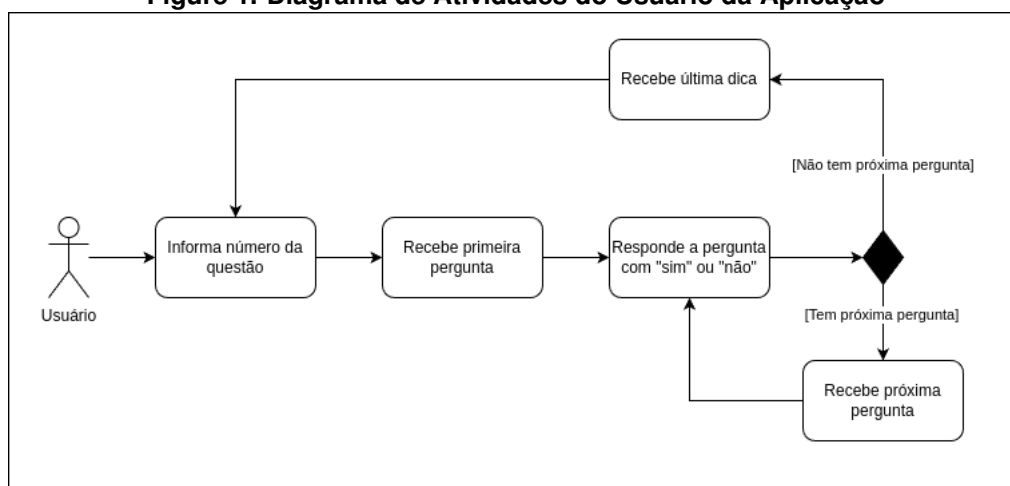 Figure 1. Diagrama de Atividades do Usuário da Aplicação
Recebe última dica
[Não tem próxima pergunta]
Informa número da
questão
Recebe primeira
pergunta
Responde a pergunta
com "sim" ou "não"
Usuário
[Tem próxima pergunta]
Recebe próxima
pergunta